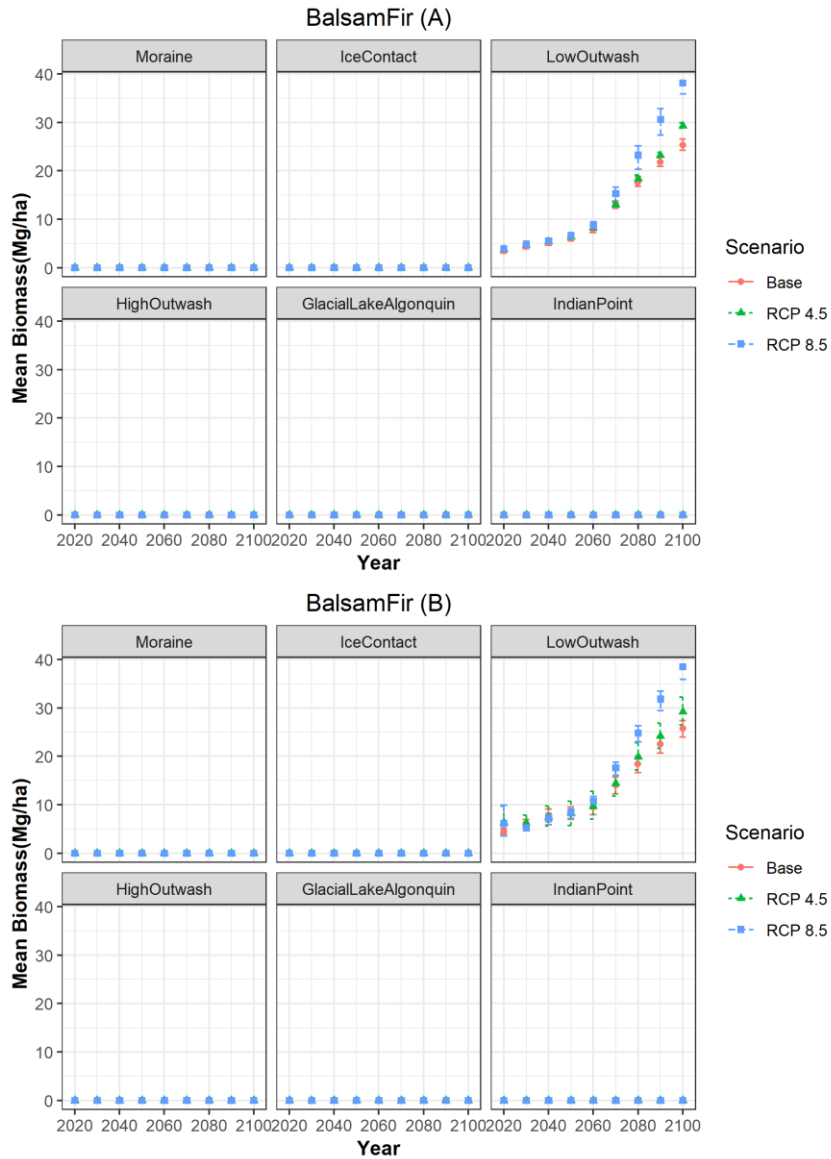 BalsamFir (A)
Moraine IceContact LowOutwash
40
30
20
10
0
HighOutwash GlacialLakeAlgonquin IndianPoint
40
30
20
10
0
Mean Biomass(Mg/ha)
2020 2040 2060 2080 2100 2020 2040 2060 2080 2100 2020 2040 2060 2080 2100
Year
Scenario
Base
RCP 4.5
RCP 8.5
BalsamFir (B)
Moraine IceContact LowOutwash
40
30
20
10
0
HighOutwash GlacialLakeAlgonquin IndianPoint
40
30
20
10
0
Mean Biomass(Mg/ha)
2020 2040 2060 2080 2100 2020 2040 2060 2080 2100 2020 2040 2060 2080 2100
Year
Scenario
Base
RCP 4.5
RCP 8.5